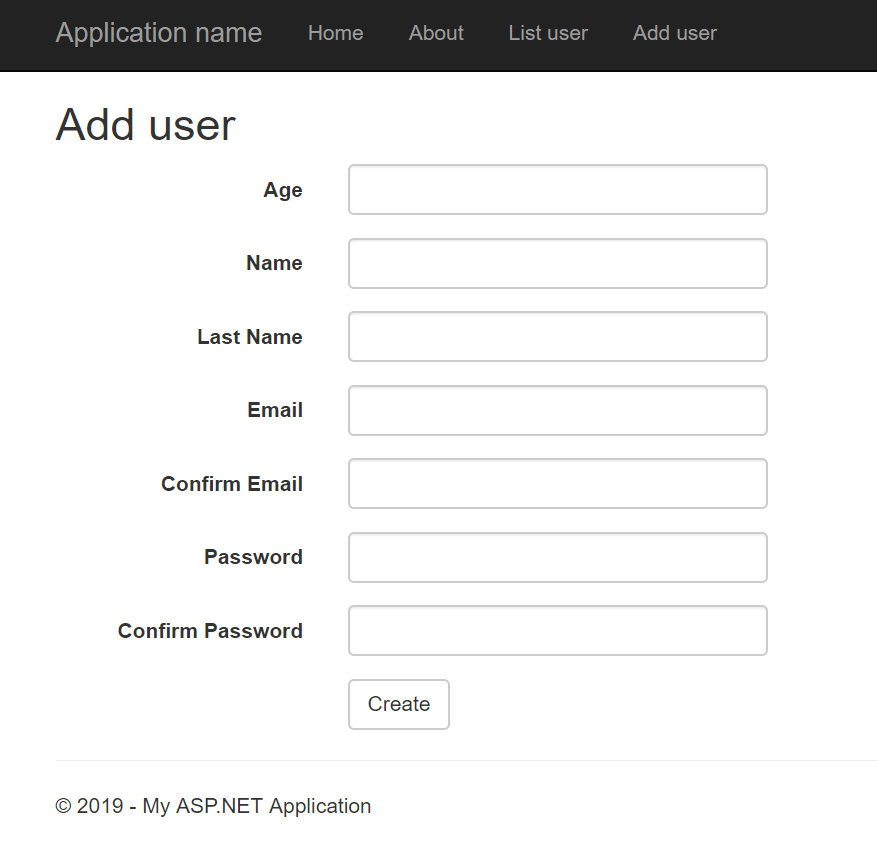 Application name Home About List user Add user
Add user
Age
Name
Last Name
Email
Confirm Email
Password
Confirm Password
Create
© 2019 - My ASP.NET Application